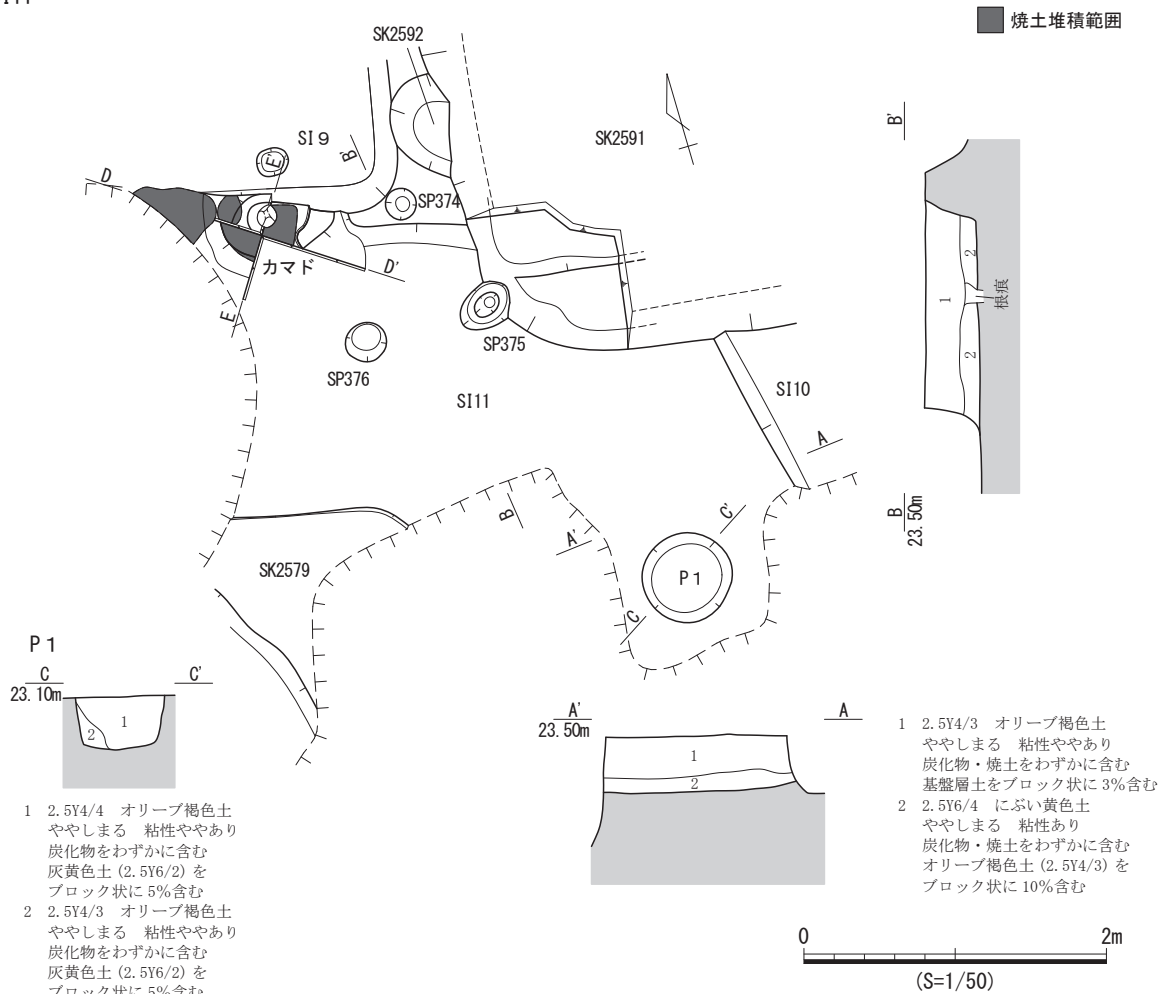 焼土堆積範囲
SK2592
SI9
SK2591
B'
B'
E'
D
SP374
カマド
D'
E
SP375
SP376
SI11
SI10
A
1
2
2
根痕
B
23.50m
B
A'
C'
P1
C
SK2579
P1
C
C'
23.10m
1
2
1 2.5Y4/4 オリーブ褐色土
ややしまる 粘性ややあり
炭化物をわずかに含む
灰黄色土(2.5Y6/2)を
ブロック状に5%含む
2 2.5Y4/3 オリーブ褐色土
ややしまる 粘性ややあり
炭化物をわずかに含む
灰黄色土(2.5Y6/2)を
ブロック状に5%含む
A'
A
23.50m
1
2
1 2.5Y4/3 オリーブ褐色土
ややしまる 粘性ややあり
炭化物・焼土をわずかに含む
基盤層土をブロック状に3%含む
2 2.5Y6/4 にぶい黄色土
ややしまる 粘性あり
炭化物・焼土をわずかに含む
オリーブ褐色土(2.5Y4/3)を
ブロック状に10%含む
0
2m
(S=1/50)